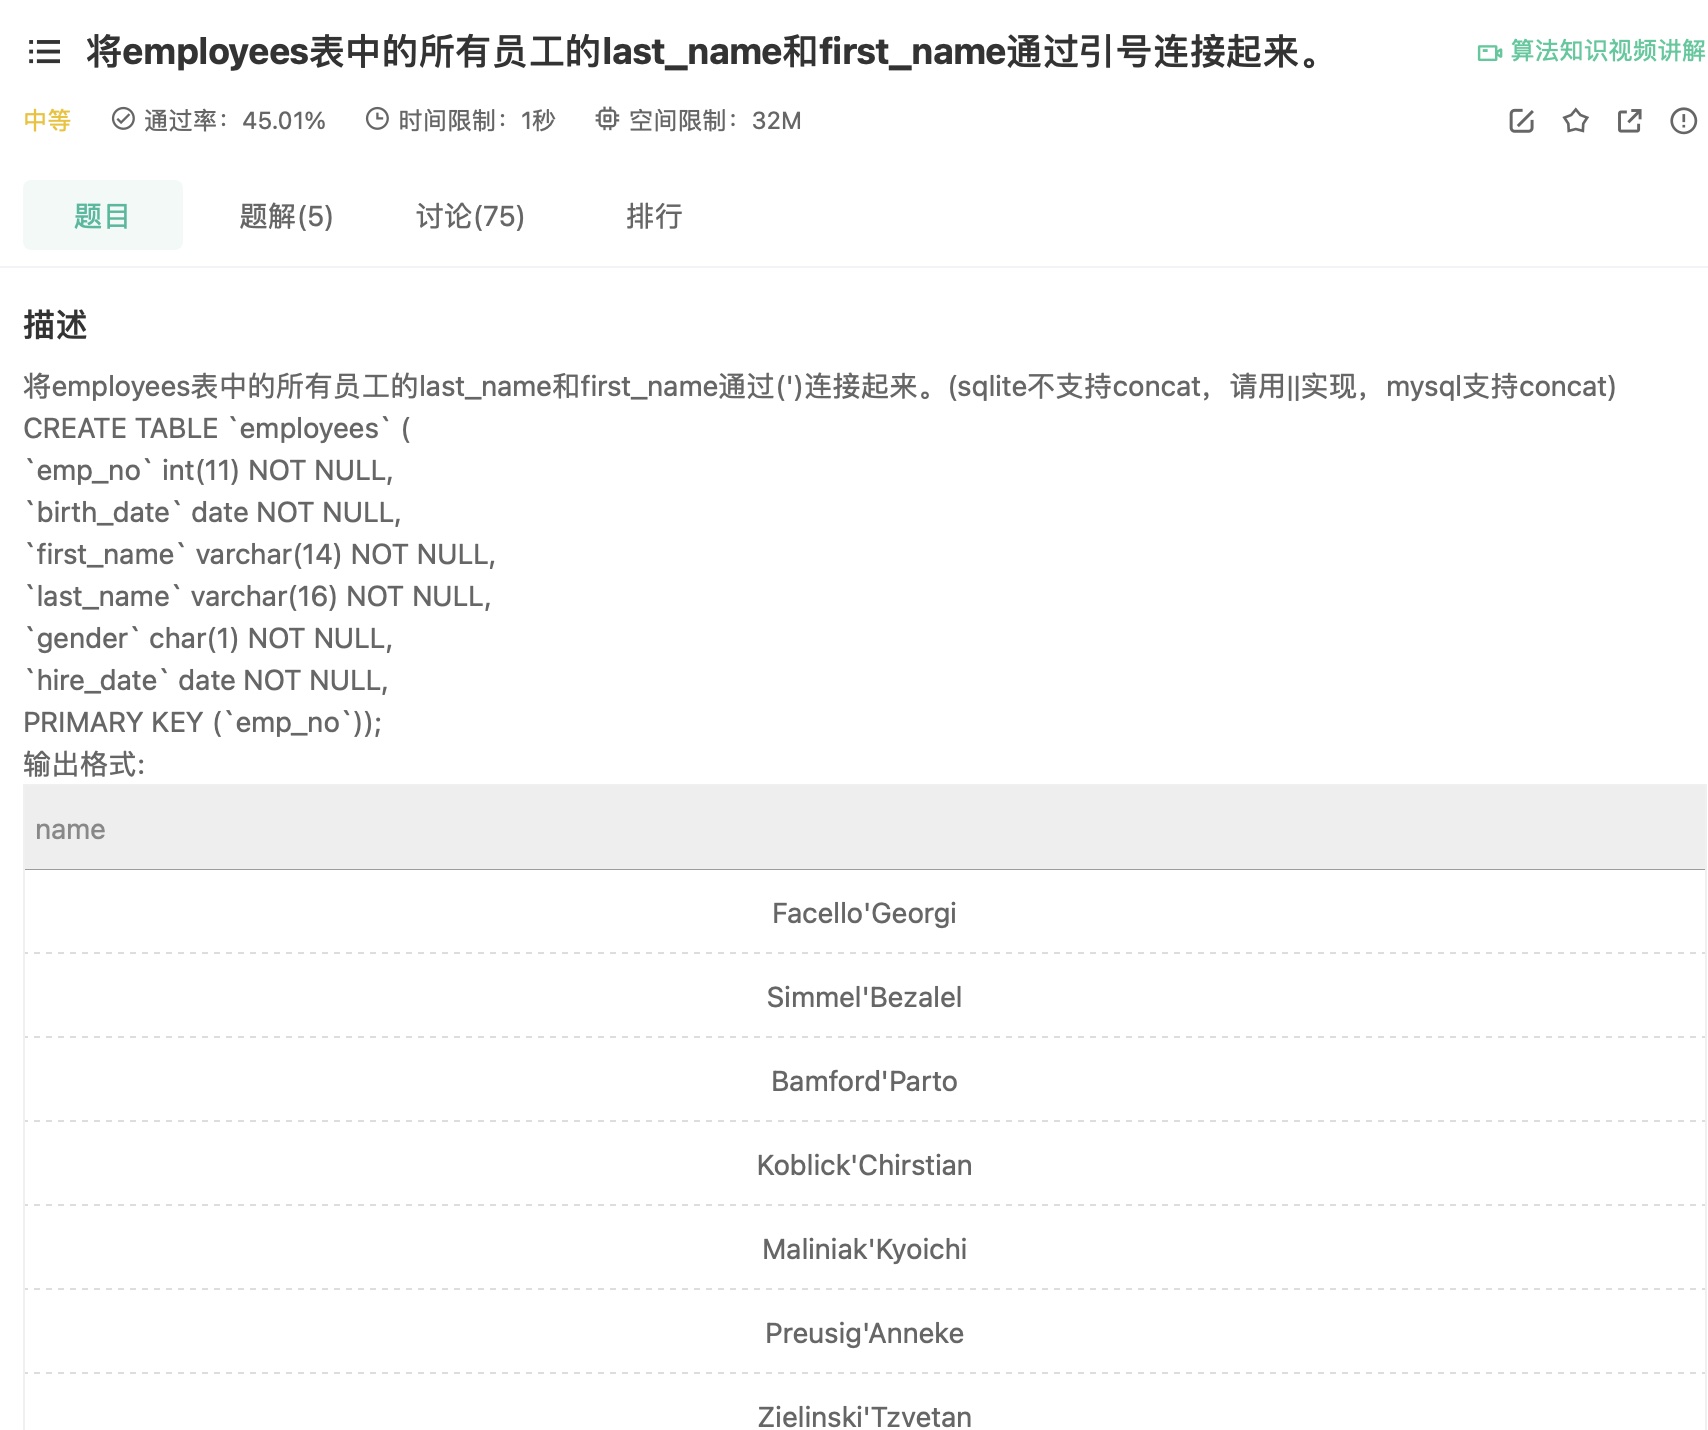 将employees表中的所有员工的last_name和first_name通过引号连接起来。
算法知识视频讲解
中等 通过率：45.01% 时间限制：1秒 空间限制：32M
题目 题解(5) 讨论(75) 排行
描述
将employees表中的所有员工的last_name和first_name通过(')连接起来。(sqlite不支持concat，请用||实现，mysql支持concat)
CREATE TABLE `employees` (
`emp_no` int(11) NOT NULL,
`birth_date` date NOT NULL,
`first_name` varchar(14) NOT NULL,
`last_name` varchar(16) NOT NULL,
`gender` char(1) NOT NULL,
`hire_date` date NOT NULL,
PRIMARY KEY (`emp_no`));
输出格式:
name
Facello'Georgi
Simmel'Bezalel
Bamford'Parto
Koblick'Chirstian
Maliniak'Kyoichi
Preusig'Anneke
Zielinski'Tzvetan